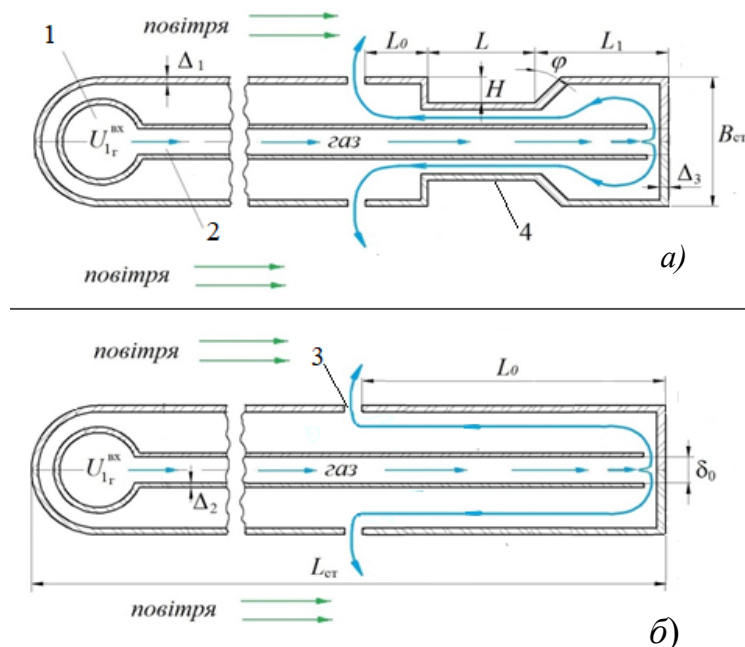 1
повітря
Δ₁
L₀
L
L₁
φ
H
U₁г^вх
газ
Bст
Δ₃
2
4
повітря
а)
повітря
3
L₀
U₁г^вх
газ
δ₀
Δ₂
Lст
повітря
б)